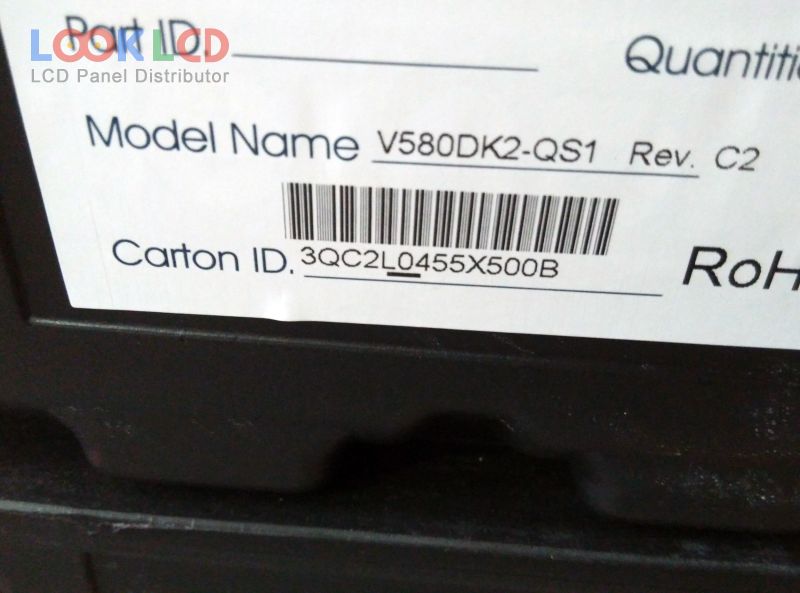 Part ID.
LOOK LCD
LCD Panel Distributor
Quantiti
Model Name V580DK2-QS1 Rev. C2
Carton ID. 3QC2L0455X500B
RoH